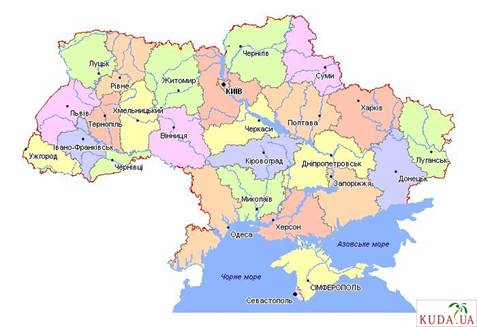 Чернігів
Луцьк
Рівне
Житомир
Суми
КИЇВ
Львів
Тернопіль
Хмельницький
Харків
Полтава
Черкаси
Вінниця
Івано-Франківськ
Ужгород
Чернівці
Кіровоград
Дніпропетровськ
Луганськ
Запоріжжя
Донецьк
Миколаїв
Одеса
Херсон
Азовське море
Чорне море
СІМФЕРОПОЛЬ
Севастополь
KUDA.UA